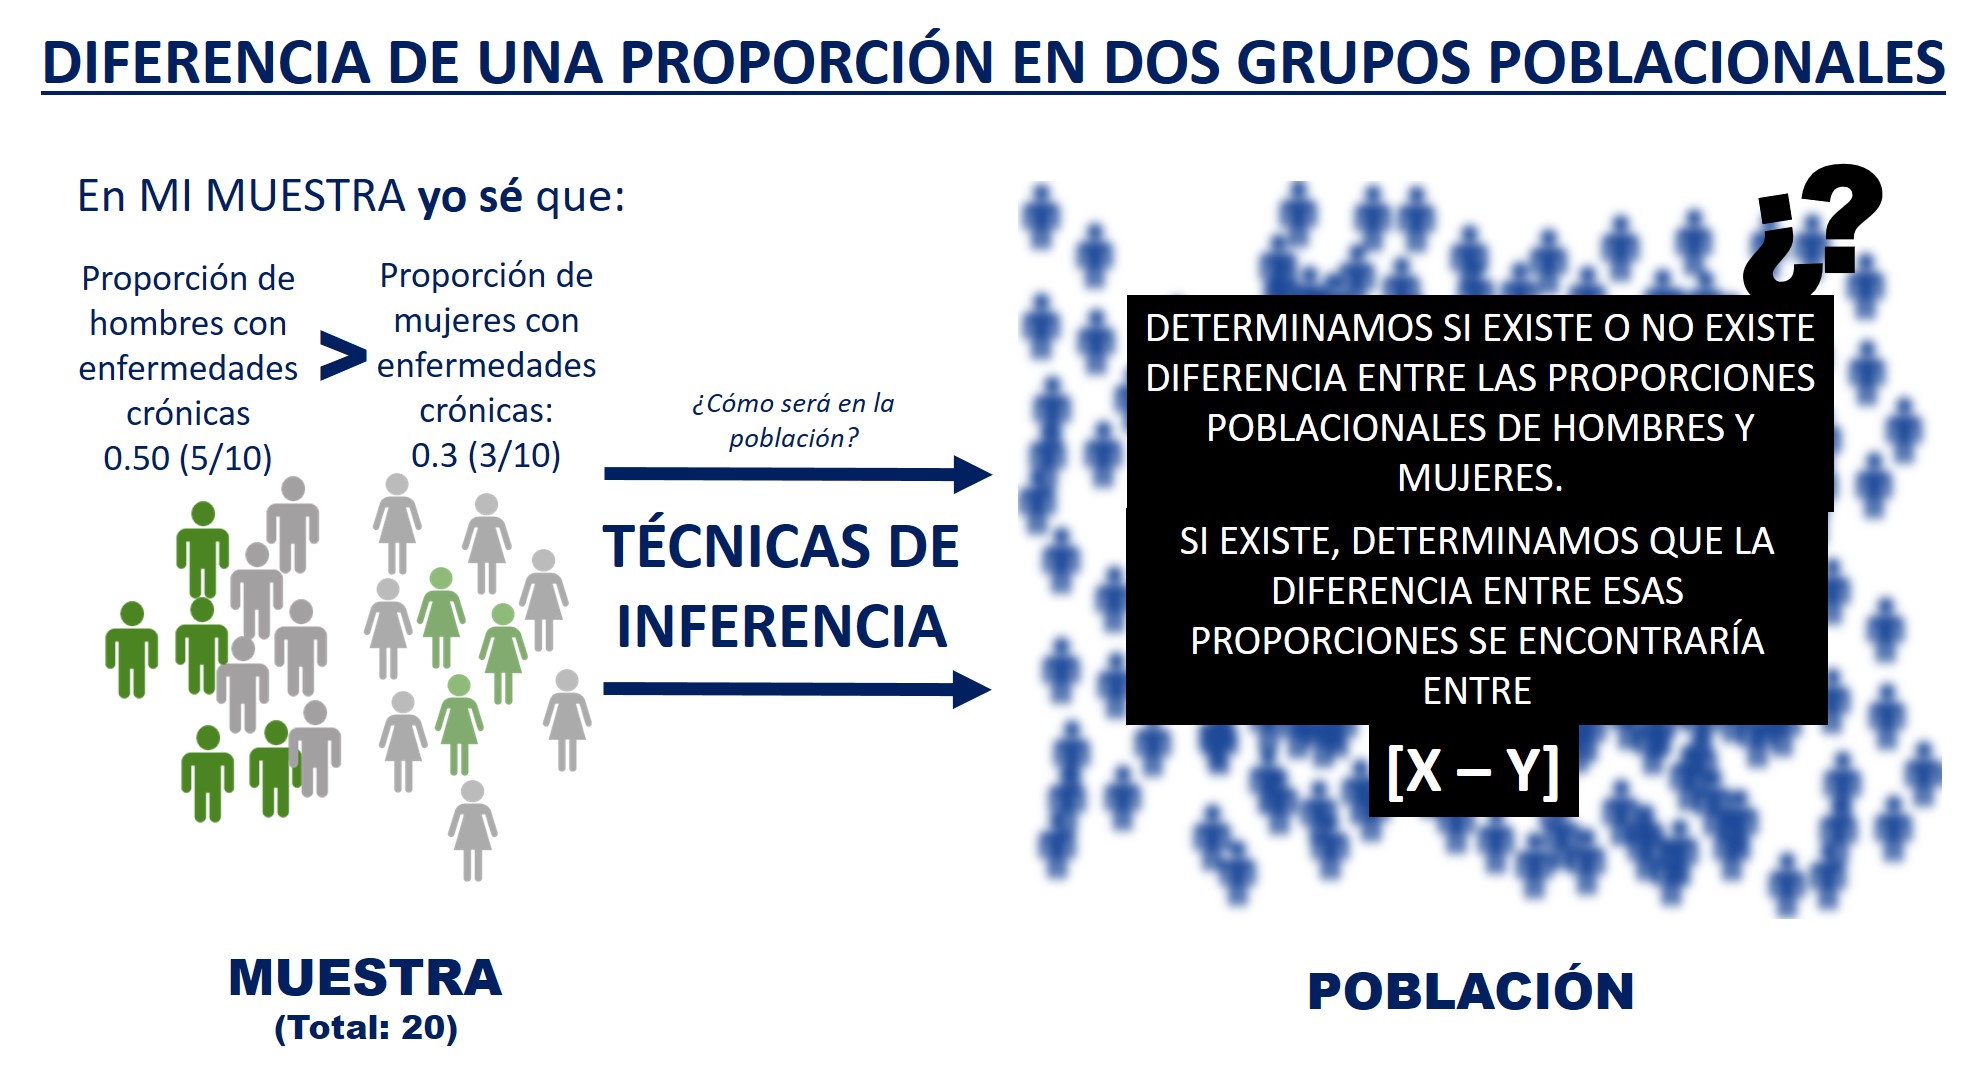 DIFERENCIA DE UNA PROPORCIÓN EN DOS GRUPOS POBLACIONALES
En MI MUESTRA yo sé que:
Proporción de
hombres con
enfermedades
crónicas
0.50 (5/10)
>
Proporción de
mujeres con
enfermedades
crónicas:
0.3 (3/10)
¿Cómo será en la
población?
TÉCNICAS DE
INFERENCIA
¿?
DETERMINAMOS SI EXISTE O NO EXISTE
DIFERENCIA ENTRE LAS PROPORCIONES
POBLACIONALES DE HOMBRES Y
MUJERES.
SI EXISTE, DETERMINAMOS QUE LA
DIFERENCIA ENTRE ESAS
PROPORCIONES SE ENCONTRARÍA
ENTRE
[X – Y]
MUESTRA
(Total: 20)
POBLACIÓN